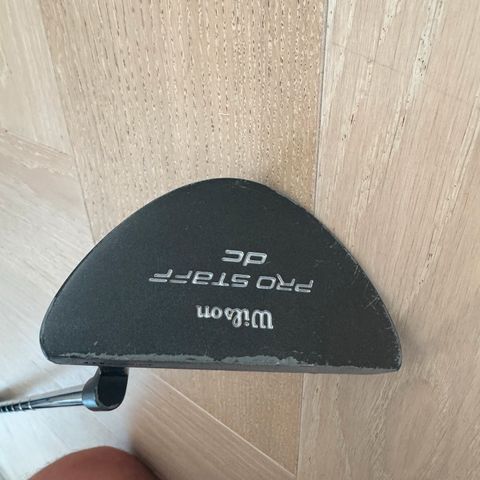 Wilson
PRO STAFF
dc